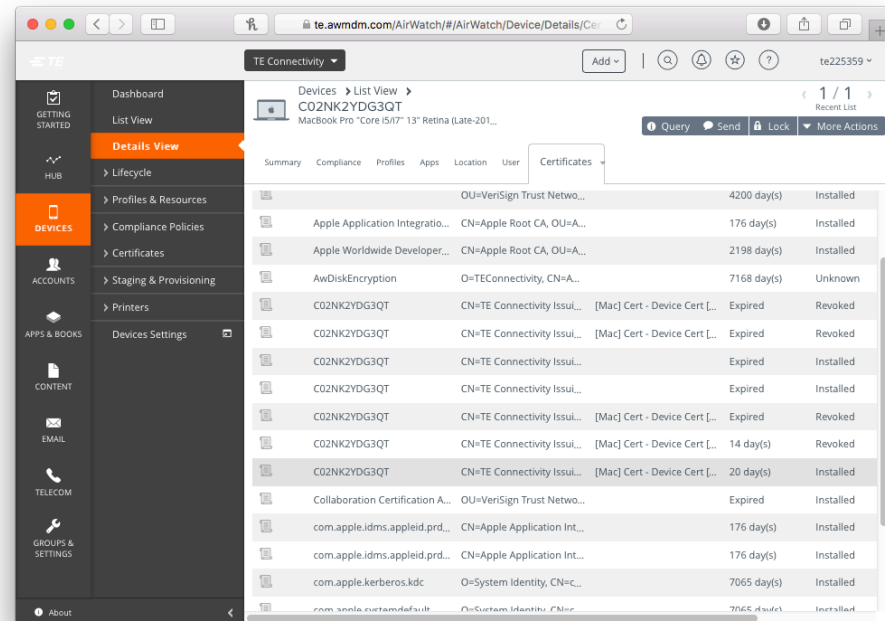 te.awmdm.com/AirWatch/#/AirWatch/Device/Details/Cer
TE
TE Connectivity
Add
te225359
GETTING STARTED
HUB
DEVICES
ACCOUNTS
APPS & BOOKS
CONTENT
EMAIL
TELECOM
GROUPS & SETTINGS
Dashboard
List View
Details View
Lifecycle
Profiles & Resources
Compliance Policies
Certificates
Staging & Provisioning
Printers
Devices Settings
About
Devices > List View >
C02NK2YDG3QT
MacBook Pro "Core i5/i7" 13" Retina (Late-201...
1 / 1
Recent List
Query Send Lock More Actions
Summary Compliance Profiles Apps Location User Certificates
OU=VeriSign Trust Netwo... 4200 day(s) Installed
Apple Application Integratio... CN=Apple Root CA, OU=A... 176 day(s) Installed
Apple Worldwide Developer... CN=Apple Root CA, OU=A... 2198 day(s) Installed
AwDiskEncryption O=TEConnectivity, CN=A... 7168 day(s) Unknown
C02NK2YDG3QT CN=TE Connectivity Issui... [Mac] Cert - Device Cert [... Expired Revoked
C02NK2YDG3QT CN=TE Connectivity Issui... [Mac] Cert - Device Cert [... Expired Revoked
C02NK2YDG3QT CN=TE Connectivity Issui... Expired Installed
C02NK2YDG3QT CN=TE Connectivity Issui... Expired Installed
C02NK2YDG3QT CN=TE Connectivity Issui... [Mac] Cert - Device Cert [... Expired Revoked
C02NK2YDG3QT CN=TE Connectivity Issui... [Mac] Cert - Device Cert [... 14 day(s) Revoked
C02NK2YDG3QT CN=TE Connectivity Issui... [Mac] Cert - Device Cert [... 20 day(s) Installed
Collaboration Certification A... OU=VeriSign Trust Netwo... Expired Installed
com.apple.idms.appleid.prd... CN=Apple Application Int... 176 day(s) Installed
com.apple.idms.appleid.prd... CN=Apple Application Int... 176 day(s) Installed
com.apple.kerberos.kdc O=System Identity, CN=c... 7065 day(s) Installed
com.apple.systemdefault O=System Identity, CN=c... 7065 day(s) Installed